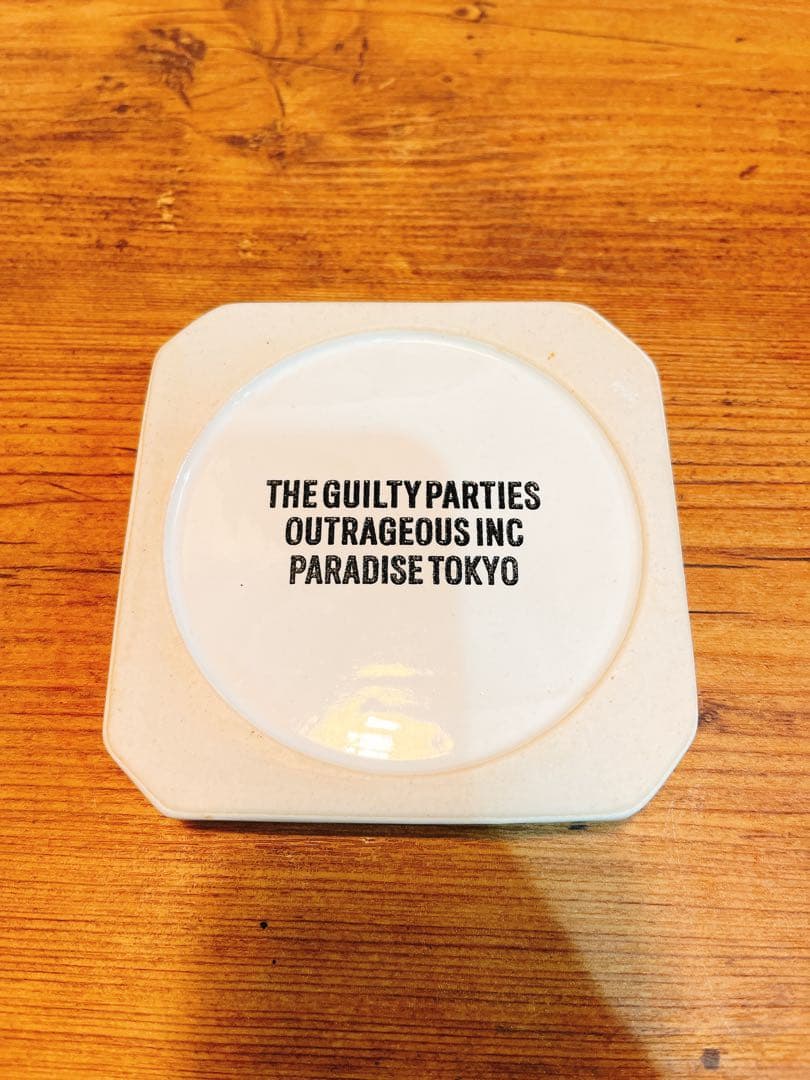 THE GUILTY PARTIES
OUTRAGEOUS INC
PARADISE TOKYO